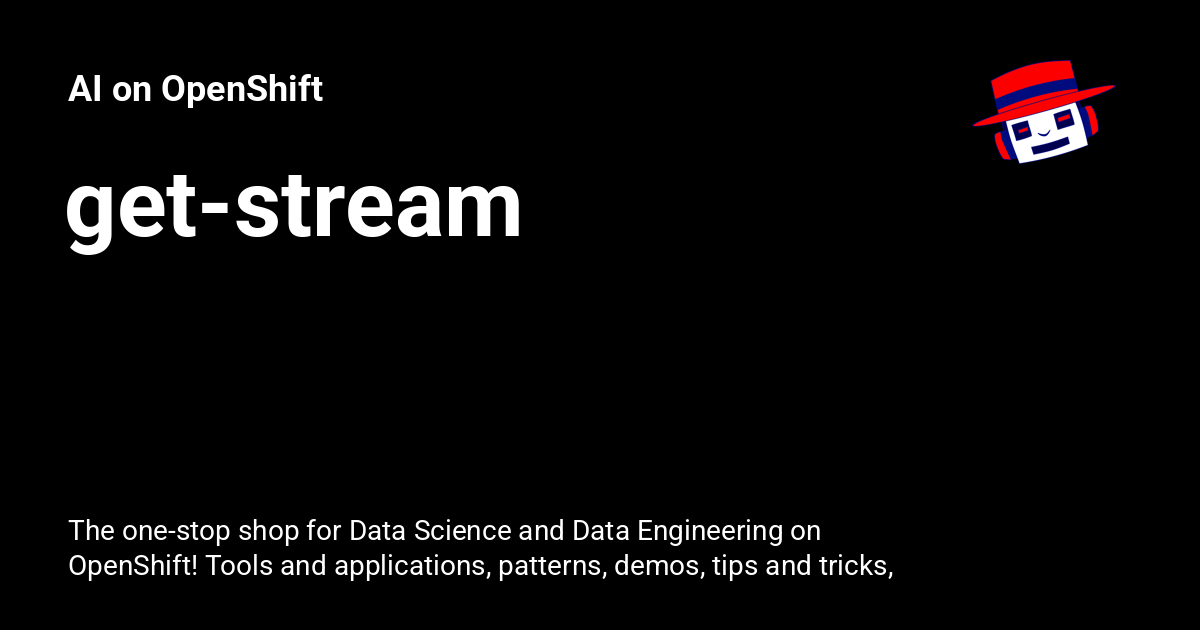 AI on OpenShift
get-stream
The one-stop shop for Data Science and Data Engineering on
OpenShift! Tools and applications, patterns, demos, tips and tricks,